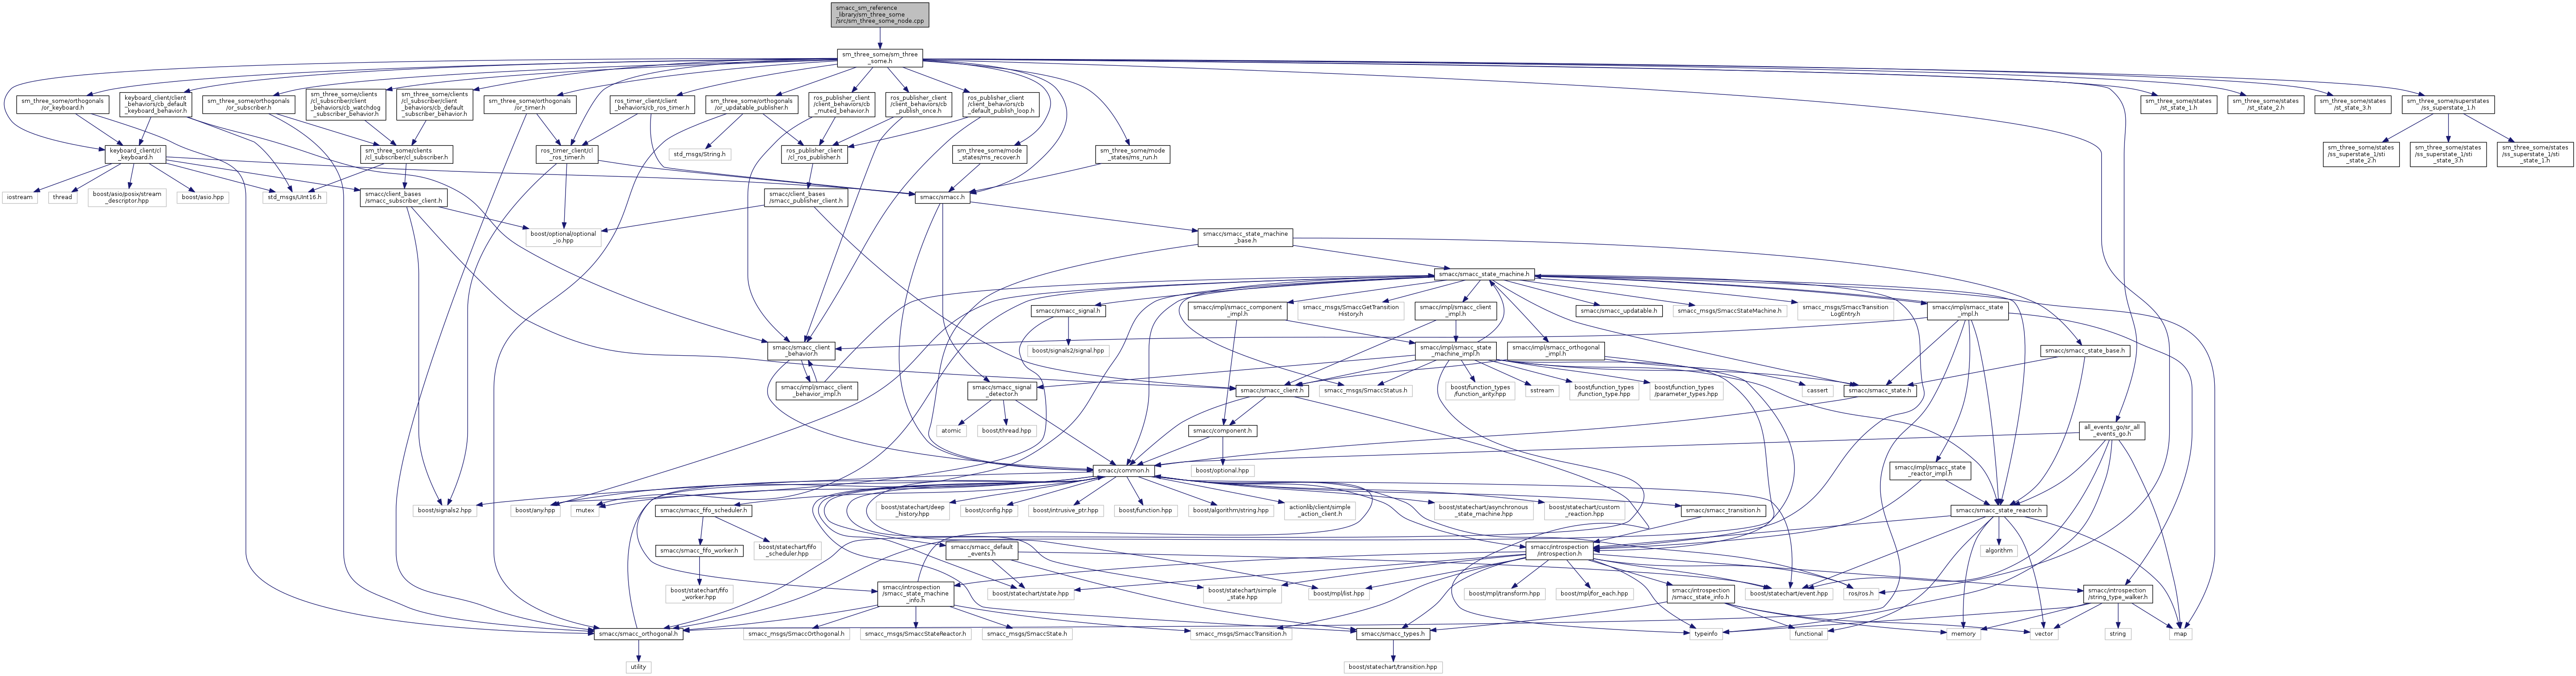 smacc_sm_reference
_library/sm_three_some
/src/sm_three_some_node.cpp
sm_three_some/sm_three
_some.h
sm_three_some/orthogonals
/or_keyboard.h
keyboard_client/client
_behaviors/cb_default
_keyboard_behavior.h
sm_three_some/orthogonals
/or_subscriber.h
sm_three_some/clients
/cl_subscriber/client
_behaviors/cb_watchdog
_subscriber_behavior.h
sm_three_some/clients
/cl_subscriber/client
_behaviors/cb_default
_subscriber_behavior.h
sm_three_some/orthogonals
/or_timer.h
ros_timer_client/client
_behaviors/cb_ros_timer.h
sm_three_some/orthogonals
/or_updatable_publisher.h
ros_publisher_client
/client_behaviors/cb
_muted_behavior.h
ros_publisher_client
/client_behaviors/cb
_publish_once.h
ros_publisher_client
/client_behaviors/cb
_default_publish_loop.h
sm_three_some/states
/st_state_1.h
sm_three_some/states
/st_state_2.h
sm_three_some/states
/st_state_3.h
sm_three_some/superstates
/ss_superstate_1.h
keyboard_client/cl
_keyboard.h
sm_three_some/clients
/cl_subscriber/cl_subscriber.h
ros_timer_client/cl
_ros_timer.h
std_msgs/String.h
ros_publisher_client
/cl_ros_publisher.h
sm_three_some/mode
_states/ms_recover.h
sm_three_some/mode
_states/ms_run.h
sm_three_some/states
/ss_superstate_1/sti
_state_2.h
sm_three_some/states
/ss_superstate_1/sti
_state_3.h
sm_three_some/states
/ss_superstate_1/sti
_state_1.h
iostream
thread
boost/asio/posix/stream
_descriptor.hpp
boost/asio.hpp
std_msgs/UInt16.h
smacc/client_bases
/smacc_subscriber_client.h
smacc/client_bases
/smacc_publisher_client.h
smacc/smacc.h
boost/optional/optional
_io.hpp
smacc/smacc_state_machine
_base.h
smacc/smacc_state_machine.h
smacc/smacc_signal.h
smacc/impl/smacc_component
_impl.h
smacc_msgs/SmaccGetTransition
History.h
smacc/impl/smacc_client
_impl.h
smacc/smacc_updatable.h
smacc_msgs/SmaccStateMachine.h
smacc_msgs/SmaccTransition
LogEntry.h
smacc/impl/smacc_state
_impl.h
smacc/smacc_client
_behavior.h
boost/signals2/signal.hpp
smacc/impl/smacc_state
_machine_impl.h
smacc/impl/smacc_orthogonal
_impl.h
smacc/smacc_state_base.h
smacc/impl/smacc_client
_behavior_impl.h
smacc/smacc_signal
_detector.h
smacc/smacc_client.h
smacc_msgs/SmaccStatus.h
boost/function_types
/function_arity.hpp
sstream
boost/function_types
/function_type.hpp
boost/function_types
/parameter_types.hpp
cassert
smacc/smacc_state.h
atomic
boost/thread.hpp
smacc/component.h
all_events_go/sr_all
_events_go.h
smacc/common.h
boost/optional.hpp
smacc/impl/smacc_state
_reactor_impl.h
boost/signals2.hpp
boost/any.hpp
mutex
smacc/smacc_fifo_scheduler.h
boost/statechart/deep
_history.hpp
boost/config.hpp
boost/intrusive_ptr.hpp
boost/function.hpp
boost/algorithm/string.hpp
actionlib/client/simple
_action_client.h
boost/statechart/asynchronous
_state_machine.hpp
boost/statechart/custom
_reaction.hpp
smacc/smacc_transition.h
smacc/smacc_state_reactor.h
smacc/smacc_fifo_worker.h
boost/statechart/fifo
_scheduler.hpp
smacc/smacc_default
_events.h
smacc/introspection
/introspection.h
algorithm
boost/statechart/fifo
_worker.hpp
smacc/introspection
/smacc_state_machine
_info.h
boost/statechart/state.hpp
boost/statechart/simple
_state.hpp
boost/mpl/list.hpp
boost/mpl/transform.hpp
boost/mpl/for_each.hpp
smacc/introspection
/smacc_state_info.h
boost/statechart/event.hpp
ros/ros.h
smacc/introspection
/string_type_walker.h
smacc/smacc_orthogonal.h
smacc_msgs/SmaccOrthogonal.h
smacc_msgs/SmaccStateReactor.h
smacc_msgs/SmaccState.h
smacc_msgs/SmaccTransition.h
smacc/smacc_types.h
typeinfo
functional
memory
vector
string
map
utility
boost/statechart/transition.hpp